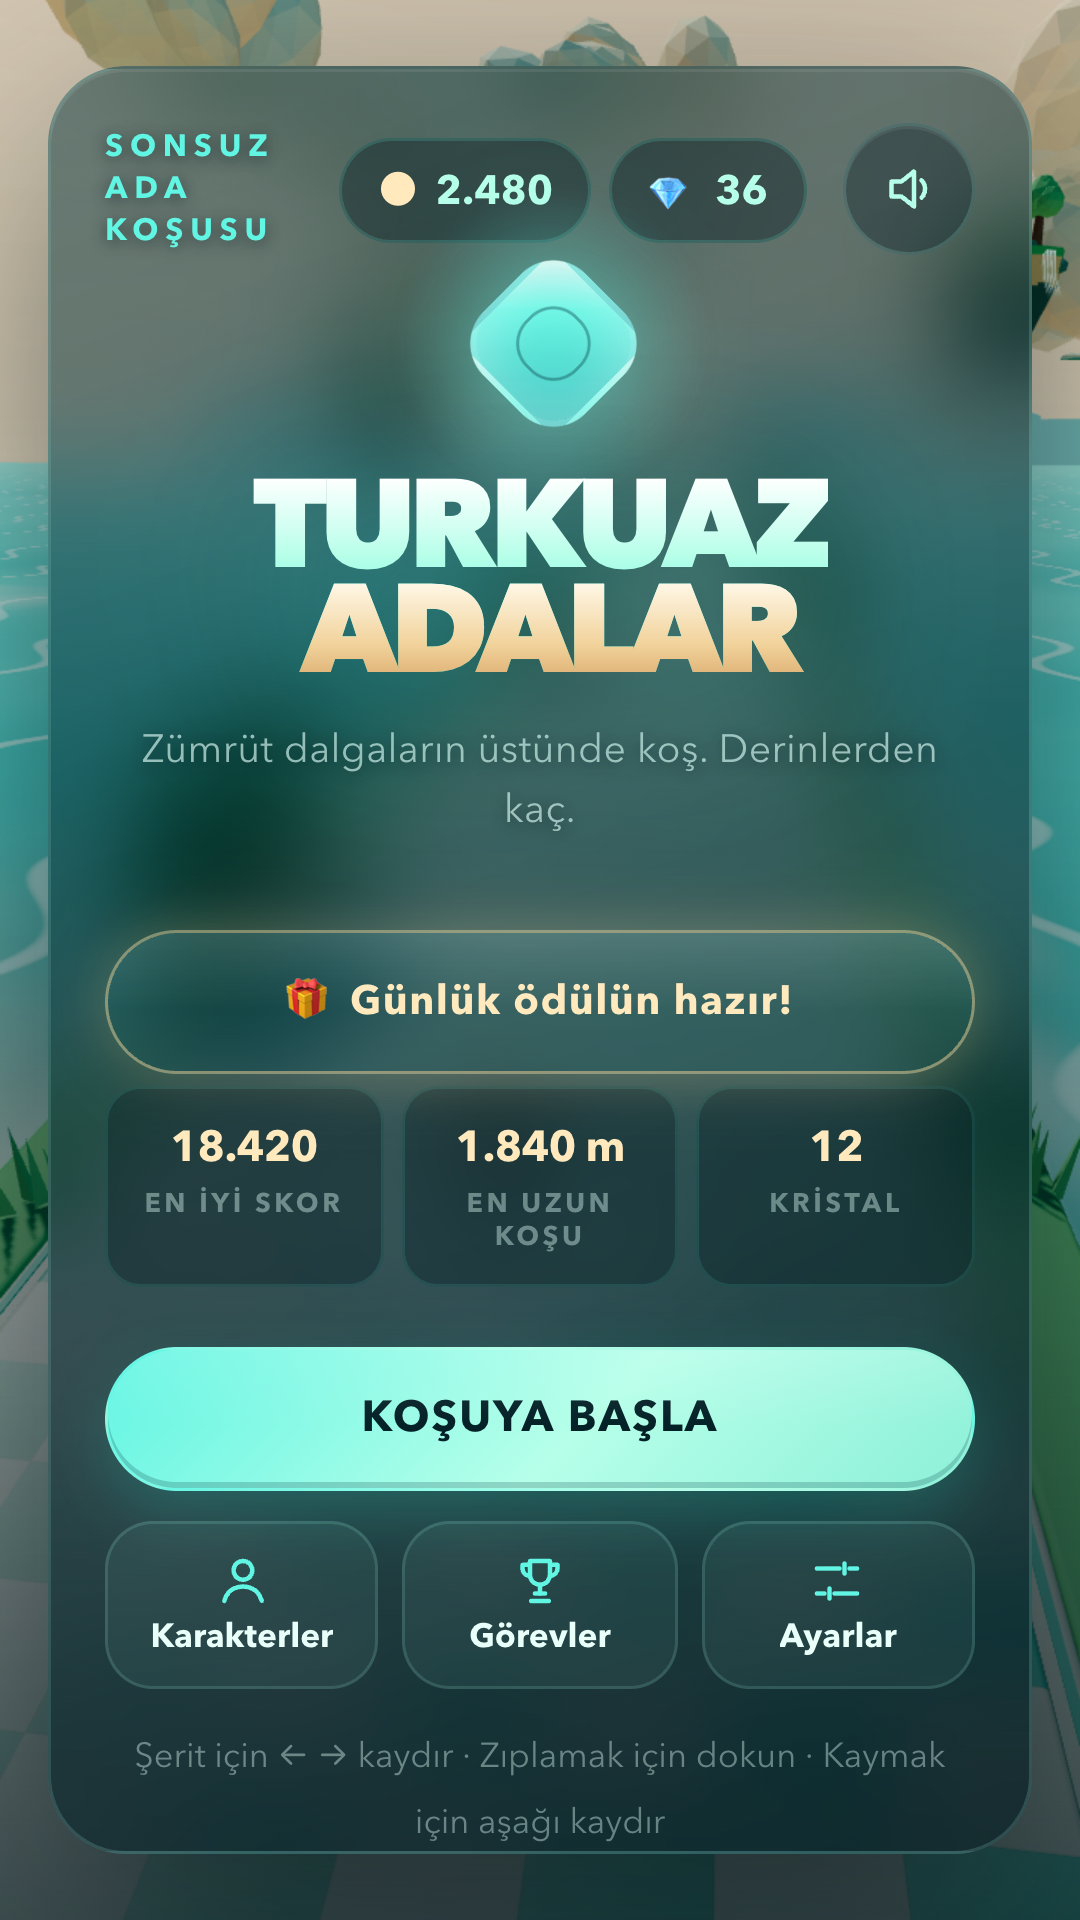 SONSUZ
ADA
KOŞUSU
2.480
36
TURKUAZ
ADALAR
Zümrüt dalgaların üstünde koş. Derinlerden
kaç.
🎁 Günlük ödülün hazır!
18.420
EN İYİ SKOR
1.840 m
EN UZUN
KOŞU
12
KRİSTAL
KOŞUYA BAŞLA
Karakterler
Görevler
Ayarlar
Şerit için ← → kaydır · Zıplamak için dokun · Kaymak
için aşağı kaydır